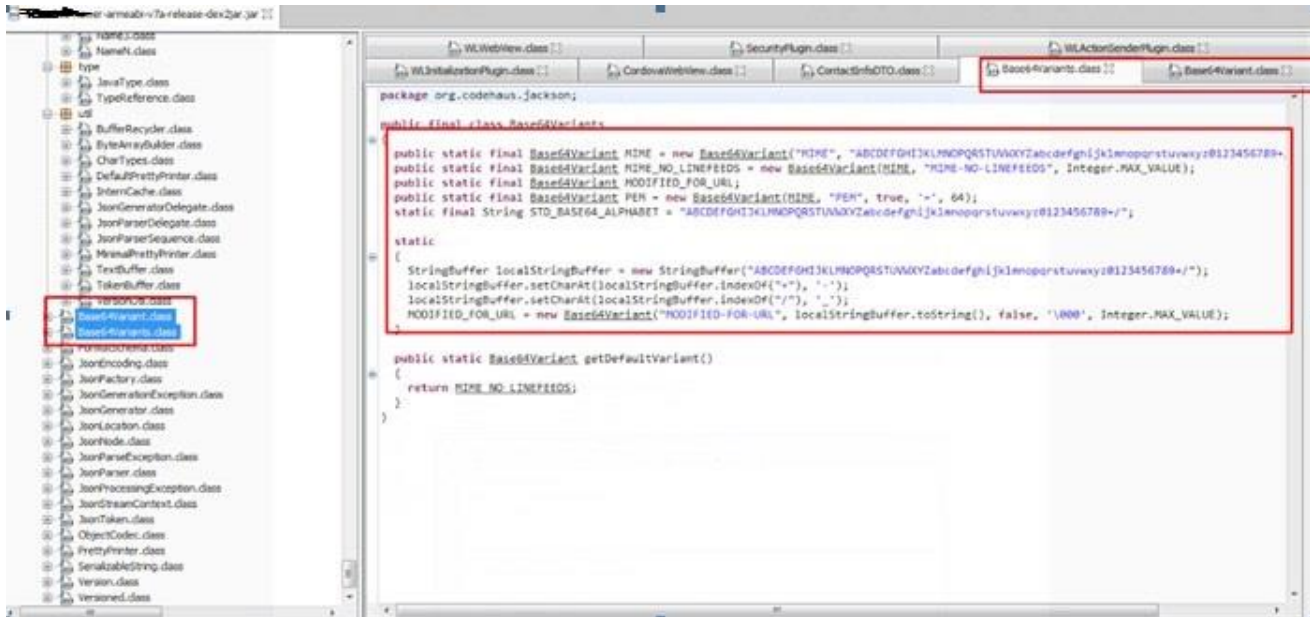 -armeabi-v7a-release-dex2jar.jar
NameN.class
type
JavaType.class
TypeReference.class
util
BufferRecycler.class
ByteArrayBuilder.class
CharTypes.class
DefaultPrettyPrinter.class
InternCache.class
JsonGeneratorDelegate.class
JsonParserDelegate.class
JsonParserSequence.class
MinimalPrettyPrinter.class
TextBuffer.class
TokenBuffer.class
VersionUtil.class
Base64Variant.class
Base64Variants.class
FormatSchema.class
JsonEncoding.class
JsonFactory.class
JsonGenerationException.class
JsonGenerator.class
JsonLocation.class
JsonNode.class
JsonParseException.class
JsonParser.class
JsonProcessingException.class
JsonStreamContext.class
JsonToken.class
ObjectCodec.class
PrettyPrinter.class
SerializableString.class
Version.class
Versioned.class
WLWebView.class SecurityPlugin.class WLActionSenderPlugin.class
WLInitializationPlugin.class CordovaWebView.class ContactInfoDTO.class Base64Variants.class Base64Variant.class
package org.codehaus.jackson;
public final class Base64Variants
{
public static final Base64Variant MIME = new Base64Variant("MIME", "ABCDEFGHIJKLMNOPQRSTUVWXYZabcdefghijklmnopqrstuvwxyz0123456789+
public static final Base64Variant MIME_NO_LINEFEEDS = new Base64Variant(MIME, "MIME-NO-LINEFEEDS", Integer.MAX_VALUE);
public static final Base64Variant MODIFIED_FOR_URL;
public static final Base64Variant PEM = new Base64Variant(MIME, "PEM", true, '=', 64);
static final String STD_BASE64_ALPHABET = "ABCDEFGHIJKLMNOPQRSTUVWXYZabcdefghijklmnopqrstuvwxyz0123456789+/";
static
{
StringBuffer localStringBuffer = new StringBuffer("ABCDEFGHIJKLMNOPQRSTUVWXYZabcdefghijklmnopqrstuvwxyz0123456789+/");
localStringBuffer.setCharAt(localStringBuffer.indexOf("+"), '-');
localStringBuffer.setCharAt(localStringBuffer.indexOf("/"), '_');
MODIFIED_FOR_URL = new Base64Variant("MODIFIED-FOR-URL", localStringBuffer.toString(), false, '\000', Integer.MAX_VALUE);
}
public static Base64Variant getDefaultVariant()
{
return MIME_NO_LINEFEEDS;
}
}